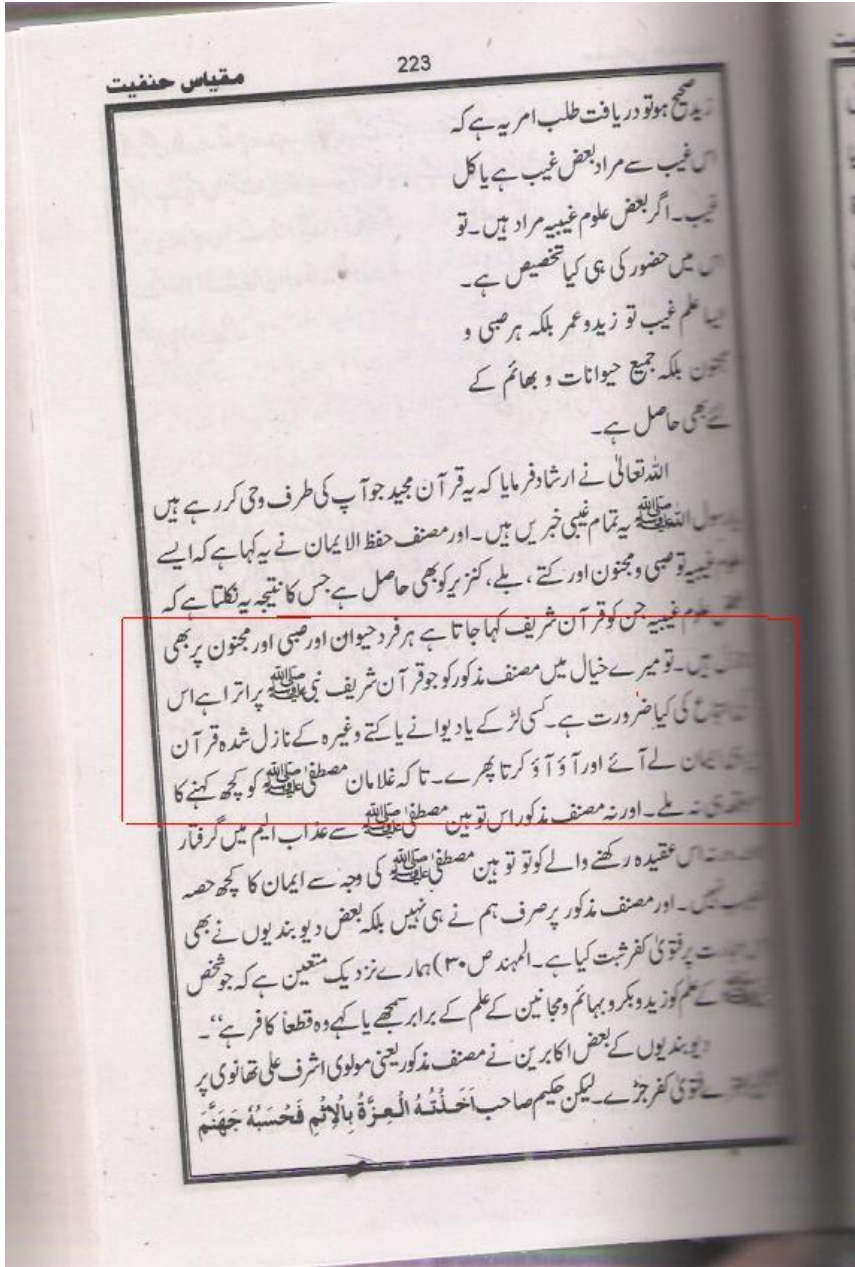 223
مقیاس حنفیت
زید صحیح ہو تو دریافت طلب امر یہ ہے کہ
اس غیب سے مراد بعض غیب ہے یا کل
غیب۔ اگر بعض علوم غیبیہ مراد ہیں۔ تو
اس میں حضور کی ہی کیا تخصیص ہے۔
علم غیب تو زید و عمر بلکہ ہر صبی و
مجنون بلکہ جمیع حیوانات و بھائم کے
لئے بھی حاصل ہے۔
اللہ تعالیٰ نے ارشاد فرمایا کہ یہ قرآن مجید جو آپ کی طرف وحی کر رہے ہیں
رسول اللہ ﷺ یہ تمام غیبی خبریں ہیں۔ اور مصنف حفظ الایمان نے یہ کہا ہے کہ ایسے
علوم غیبیہ تو صبی و مجنون اور کتے، بلے، کنزیر کو بھی حاصل ہے جس کا نتیجہ یہ نکلتا ہے کہ
علوم غیبیہ جن کو قرآن شریف کہا جاتا ہے ہر فرد حیوان اور صبی اور مجنون پر بھی
ہیں۔ تو میرے خیال میں مصنف مذکور کو جو قرآن شریف نبی ﷺ پر اترا ہے اس
کی کیا ضرورت ہے۔ کسی لڑکے یا دیوانے یا کتے وغیرہ کے نازل شدہ قرآن
ایمان لے آئے اور آؤ آؤ کرتا پھرے۔ تا کہ غلامان مصطفیٰ ﷺ کو کچھ کہنے کا
ہی نہ ملے۔ اور نہ مصنف مذکور اس توہین مصطفیٰ ﷺ سے عذاب الیم میں گرفتار
اس عقیدہ رکھنے والے کو تو توہین مصطفیٰ ﷺ کی وجہ سے ایمان کا کچھ حصہ
نہیں۔ اور مصنف مذکور پر صرف ہم نے ہی نہیں بلکہ بعض دیوبندیوں نے بھی
پر فتویٰ کفر ثبت کیا ہے۔ المہند ص ۳۰) ہمارے نزدیک متعین ہے کہ جو شخص
کے علم کو زید و بکر و بہائم و مجانین کے علم کے برابر سمجھے یا کہے وہ قطعاً کافر ہے‘‘۔
دیوبندیوں کے بعض اکابرین نے مصنف مذکور یعنی مولوی اشرف علی تھانوی پر
فتویٰ کفر جڑے۔ لیکن حکیم صاحب اَخَذَتْهُ الْعِزَّةُ بِالْاِثْمِ فَحَسْبُهٗ جَهَنَّمَ